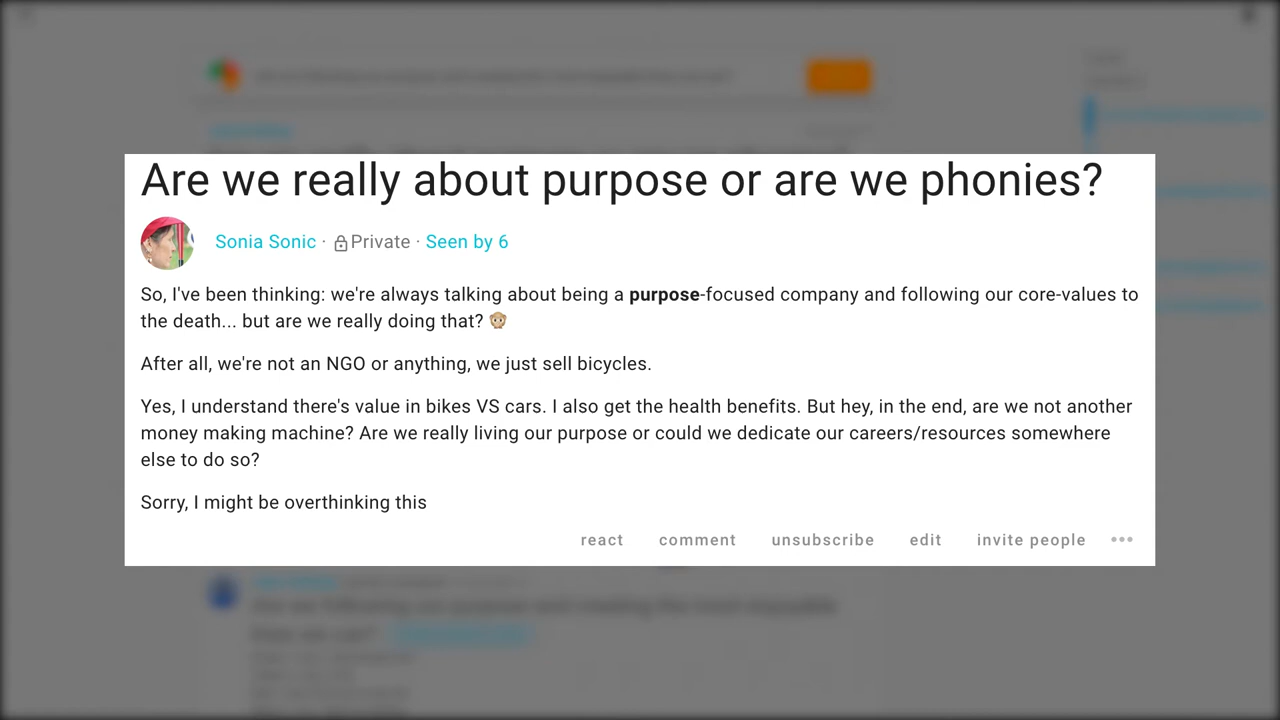 Are we really about purpose or are we phonies?
Sonia Sonic · Private · Seen by 6
So, I've been thinking: we're always talking about being a purpose-focused company and following our core-values to
the death... but are we really doing that? 🙊
After all, we're not an NGO or anything, we just sell bicycles.
Yes, I understand there's value in bikes VS cars. I also get the health benefits. But hey, in the end, are we not another
money making machine? Are we really living our purpose or could we dedicate our careers/resources somewhere
else to do so?
Sorry, I might be overthinking this
react comment unsubscribe edit invite people •••